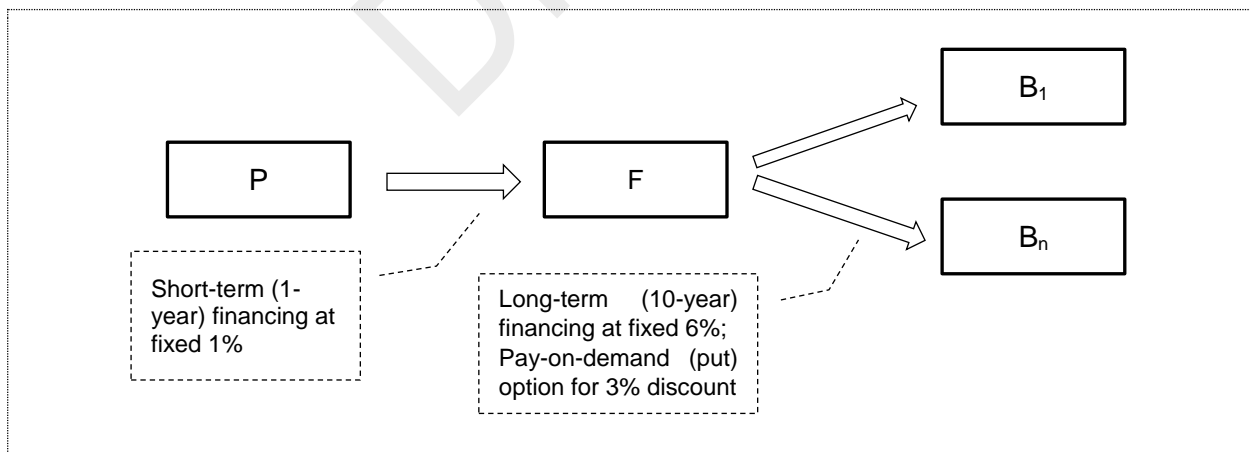 P
F
B₁
Bₙ
Short-term (1-
year) financing at
fixed 1%
Long-term (10-year)
financing at fixed 6%;
Pay-on-demand (put)
option for 3% discount